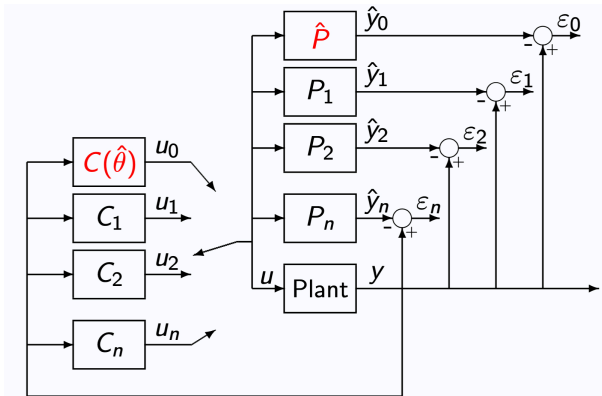 P̂ ŷ₀ - + ε₀
P₁ ŷ₁ - + ε₁
P₂ ŷ₂ - + ε₂
C(θ̂) u₀
C₁ u₁
Pₙ ŷₙ - + εₙ
C₂ u₂
u Plant y
Cₙ uₙ